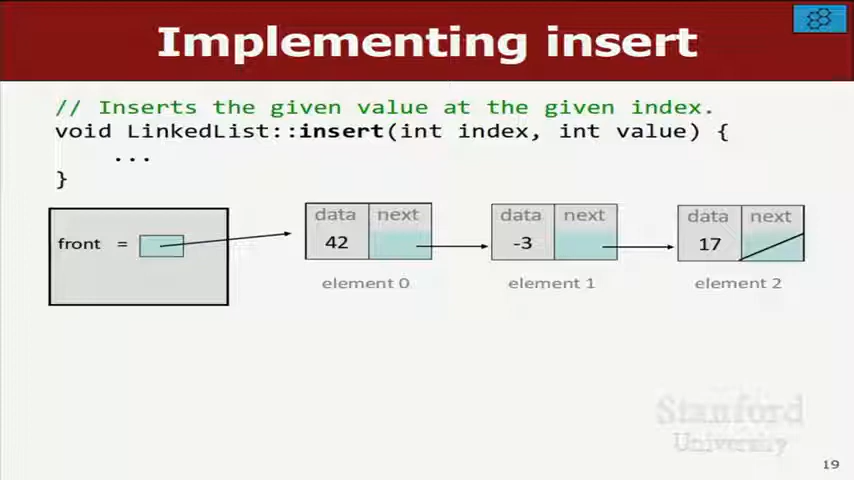 Implementing insert
// Inserts the given value at the given index.
void LinkedList::insert(int index, int value) {
...
}
front =
data next
42
element 0
data next
-3
element 1
data next
17
element 2
Stanford
University
19